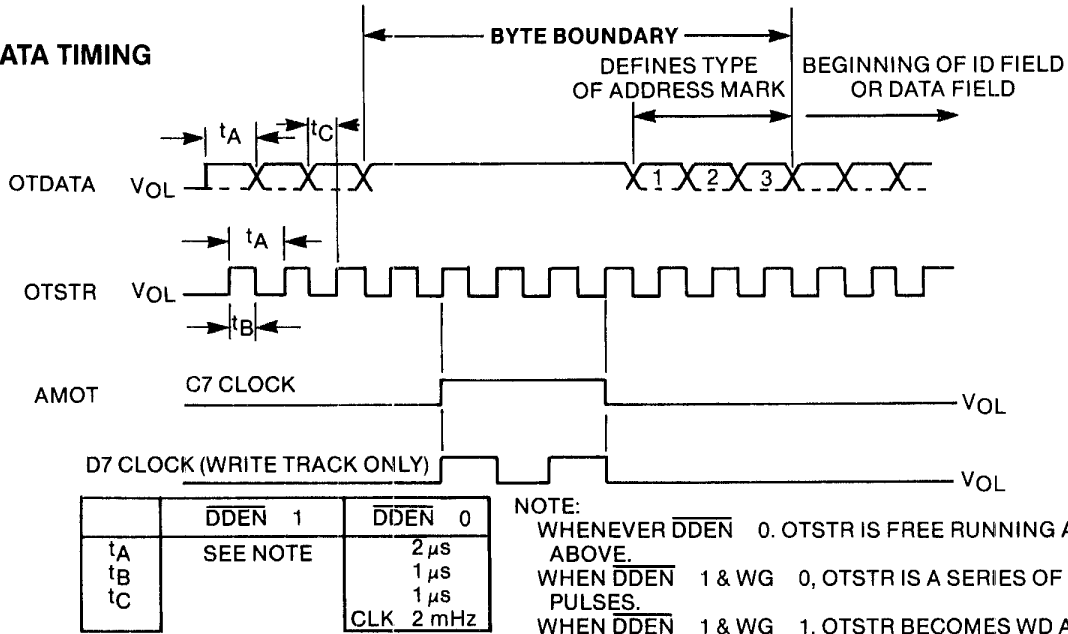 ATA TIMING
BYTE BOUNDARY
DEFINES TYPE
OF ADDRESS MARK
BEGINNING OF ID FIELD
OR DATA FIELD
tA
tC
OTDATA VOL 1 2 3
tA
OTSTR VOL
tB
AMOT C7 CLOCK VOL
D7 CLOCK (WRITE TRACK ONLY) VOL
DDEN 1 DDEN 0
tA SEE NOTE 2 μs
tB 1 μs
tC 1 μs
CLK 2 mHz
NOTE:
WHENEVER DDEN 0. OTSTR IS FREE RUNNING A
ABOVE.
WHEN DDEN 1 & WG 0, OTSTR IS A SERIES OF
PULSES.
WHEN DDEN 1 & WG 1. OTSTR BECOMES WD A